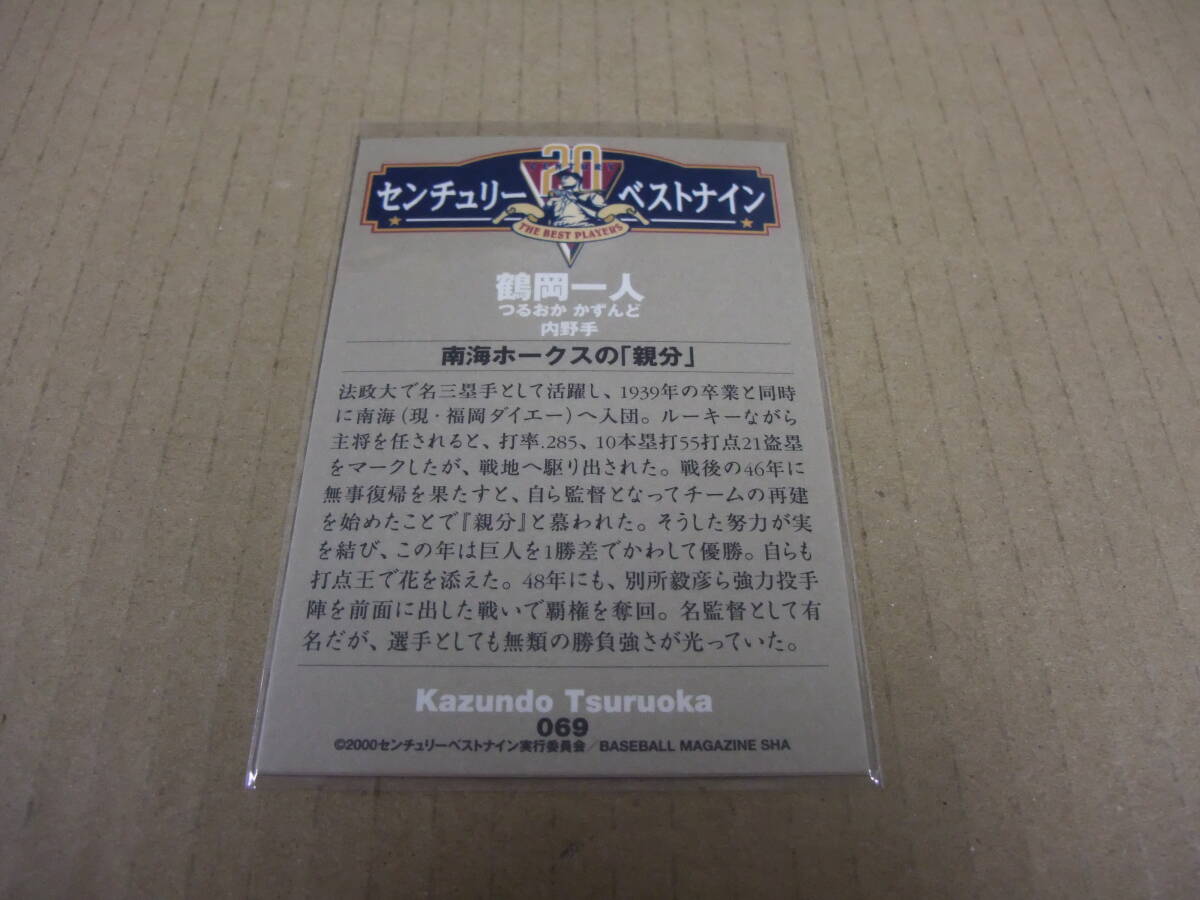 20
センチュリー ベストナイン
THE BEST PLAYERS
鶴岡一人
つるおか かずんど
内野手
南海ホークスの「親分」
法政大で名三塁手として活躍し、1939年の卒業と同時
に南海（現・福岡ダイエー）へ入団。ルーキーながら
主将を任されると、打率.285、10本塁打55打点21盗塁
をマークしたが、戦地へ駆り出された。戦後の46年に
無事復帰を果たすと、自ら監督となってチームの再建
を始めたことで『親分』と慕われた。そうした努力が実
を結び、この年は巨人を1勝差でかわして優勝。自らも
打点王で花を添えた。48年にも、別所毅彦ら強力投手
陣を前面に出した戦いで覇権を奪回。名監督として有
名だが、選手としても無類の勝負強さが光っていた。
Kazundo Tsuruoka
069
©2000センチュリーベストナイン実行委員会／BASEBALL MAGAZINE SHA